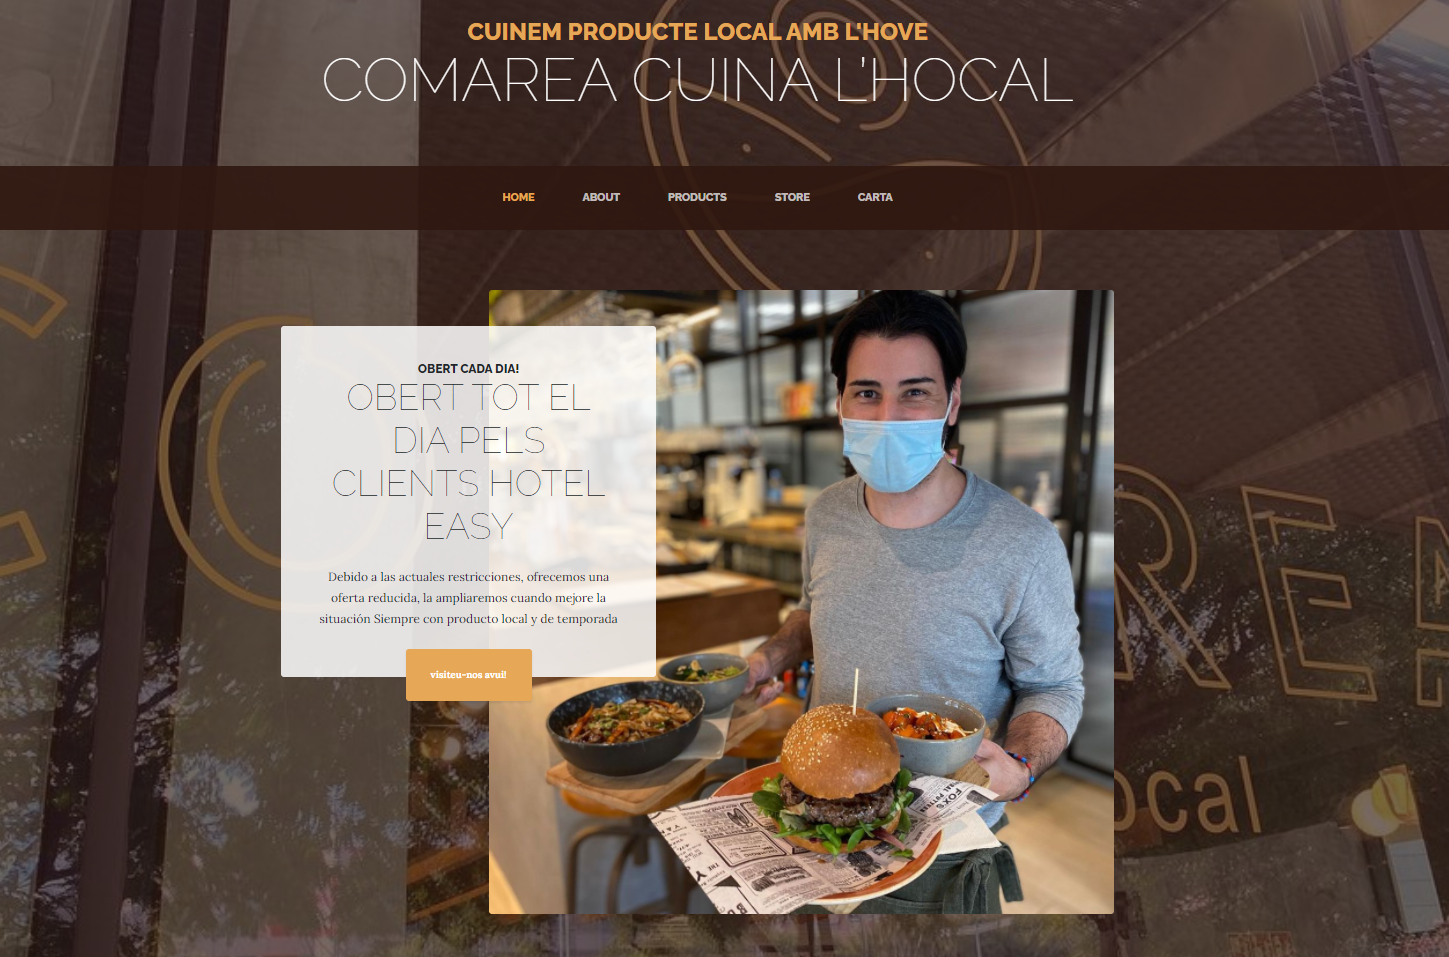 CUINEM PRODUCTE LOCAL AMB L'HOVE
COMAREA CUINA L'HOCAL
HOME ABOUT PRODUCTS STORE CARTA
OBERT CADA DIA!
OBERT TOT EL
DIA PELS
CLIENTS HOTEL
EASY
Debido a las actuales restricciones, ofrecemos una
oferta reducida, la ampliaremos cuando mejore la
situación Siempre con producto local y de temporada
visiteu-nos avui!
FOX'S
ocal